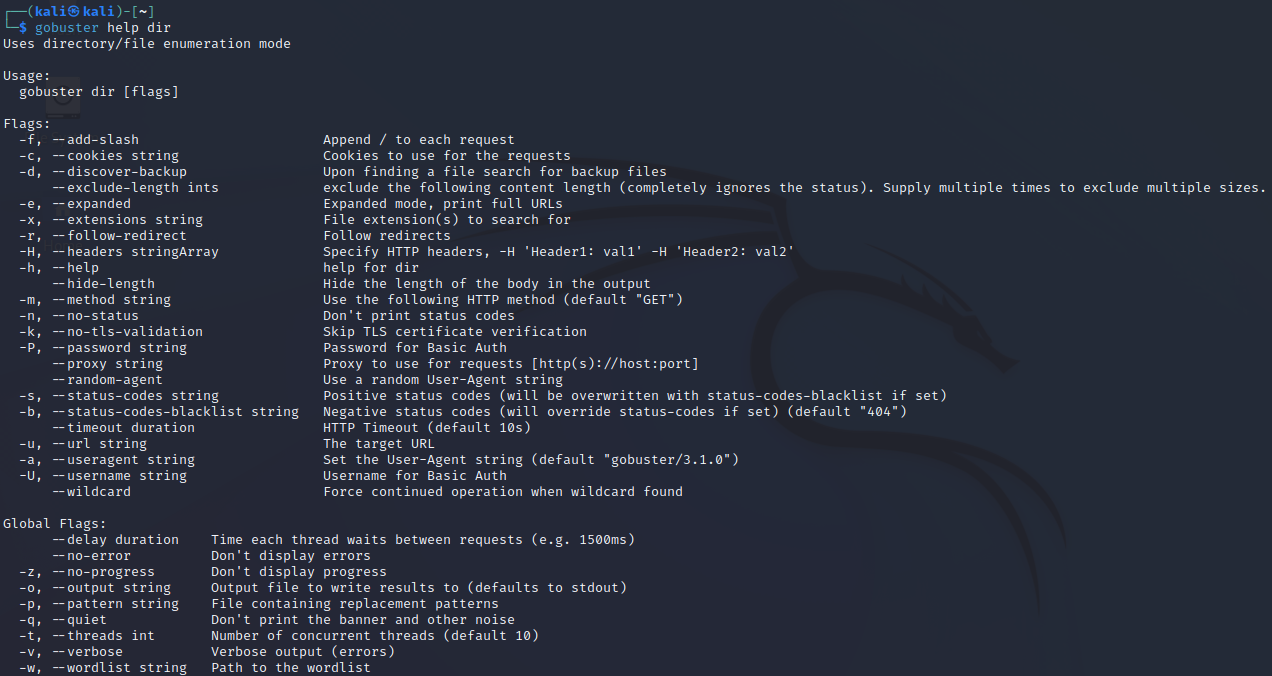 ┌──(kali㉿kali)-[~]
└─$ gobuster help dir
Uses directory/file enumeration mode

Usage:
  gobuster dir [flags]

Flags:
  -f, --add-slash                       Append / to each request
  -c, --cookies string                  Cookies to use for the requests
  -d, --discover-backup                 Upon finding a file search for backup files
      --exclude-length ints             exclude the following content length (completely ignores the status). Supply multiple times to exclude multiple sizes.
  -e, --expanded                        Expanded mode, print full URLs
  -x, --extensions string               File extension(s) to search for
  -r, --follow-redirect                 Follow redirects
  -H, --headers stringArray             Specify HTTP headers, -H 'Header1: val1' -H 'Header2: val2'
  -h, --help                            help for dir
      --hide-length                     Hide the length of the body in the output
  -m, --method string                   Use the following HTTP method (default "GET")
  -n, --no-status                       Don't print status codes
  -k, --no-tls-validation               Skip TLS certificate verification
  -P, --password string                 Password for Basic Auth
      --proxy string                    Proxy to use for requests [http(s)://host:port]
      --random-agent                    Use a random User-Agent string
  -s, --status-codes string             Positive status codes (will be overwritten with status-codes-blacklist if set)
  -b, --status-codes-blacklist string   Negative status codes (will override status-codes if set) (default "404")
      --timeout duration                HTTP Timeout (default 10s)
  -u, --url string                      The target URL
  -a, --useragent string                Set the User-Agent string (default "gobuster/3.1.0")
  -U, --username string                 Username for Basic Auth
      --wildcard                        Force continued operation when wildcard found

Global Flags:
      --delay duration    Time each thread waits between requests (e.g. 1500ms)
      --no-error          Don't display errors
  -z, --no-progress       Don't display progress
  -o, --output string     Output file to write results to (defaults to stdout)
  -p, --pattern string    File containing replacement patterns
  -q, --quiet             Don't print the banner and other noise
  -t, --threads int       Number of concurrent threads (default 10)
  -v, --verbose           Verbose output (errors)
  -w, --wordlist string   Path to the wordlist